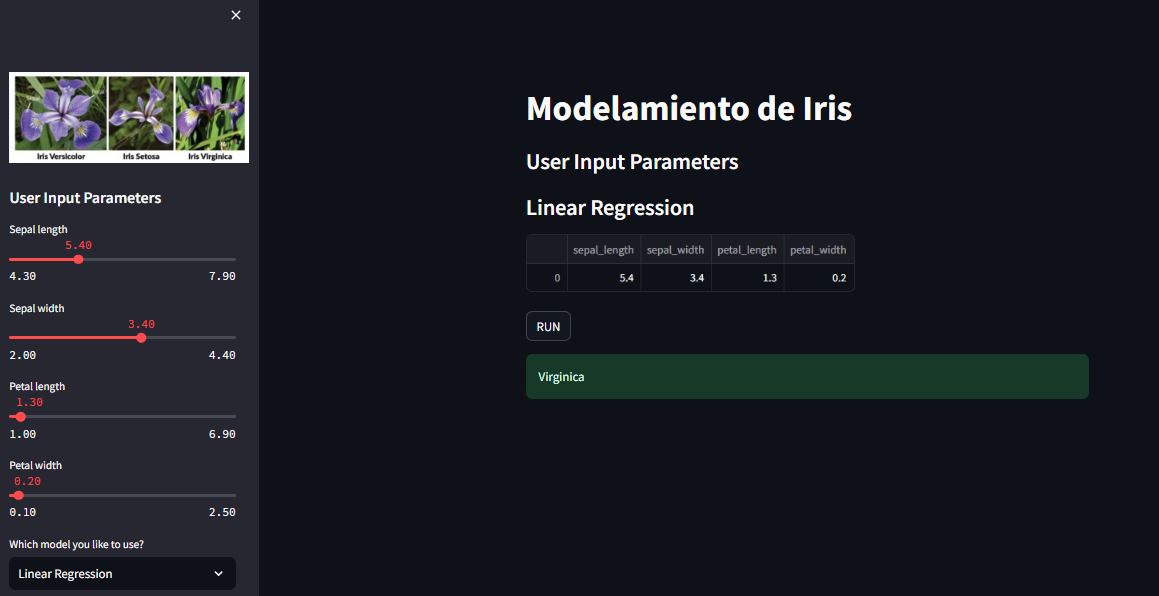 Iris Versicolor Iris Setosa Iris Virginica
User Input Parameters
Sepal length
5.40
4.30 7.90
Sepal width
3.40
2.00 4.40
Petal length
1.30
1.00 6.90
Petal width
0.20
0.10 2.50
Which model you like to use?
Linear Regression
Modelamiento de Iris
User Input Parameters
Linear Regression
sepal_length sepal_width petal_length petal_width
0 5.4 3.4 1.3 0.2
RUN
Virginica